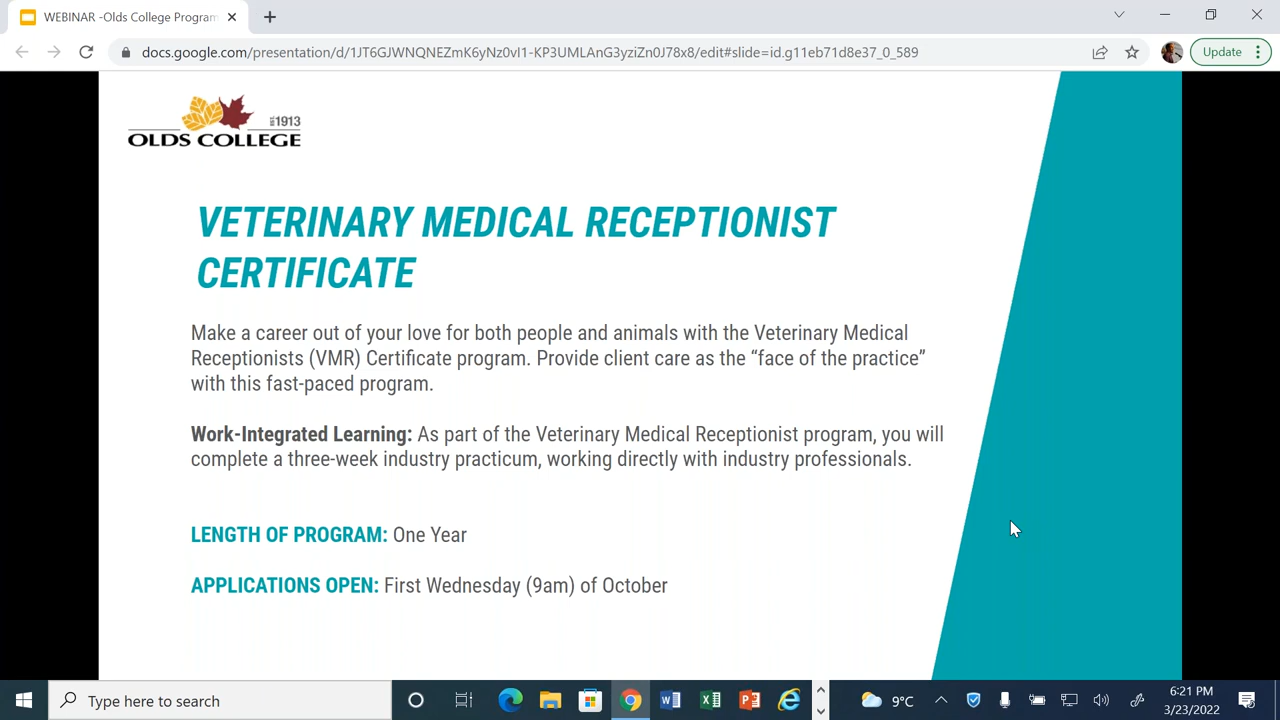 WEBINAR -Olds College Program
docs.google.com/presentation/d/1JT6GJWNQNEZmK6yNz0vI1-KP3UMLAnG3yziZn0J78x8/edit#slide=id.g11eb71d8e37_0_589
Update
EST. 1913
OLDS COLLEGE
VETERINARY MEDICAL RECEPTIONIST
CERTIFICATE
Make a career out of your love for both people and animals with the Veterinary Medical
Receptionists (VMR) Certificate program. Provide client care as the “face of the practice”
with this fast-paced program.
Work-Integrated Learning: As part of the Veterinary Medical Receptionist program, you will
complete a three-week industry practicum, working directly with industry professionals.
LENGTH OF PROGRAM: One Year
APPLICATIONS OPEN: First Wednesday (9am) of October
Type here to search
9°C
6:21 PM
3/23/2022